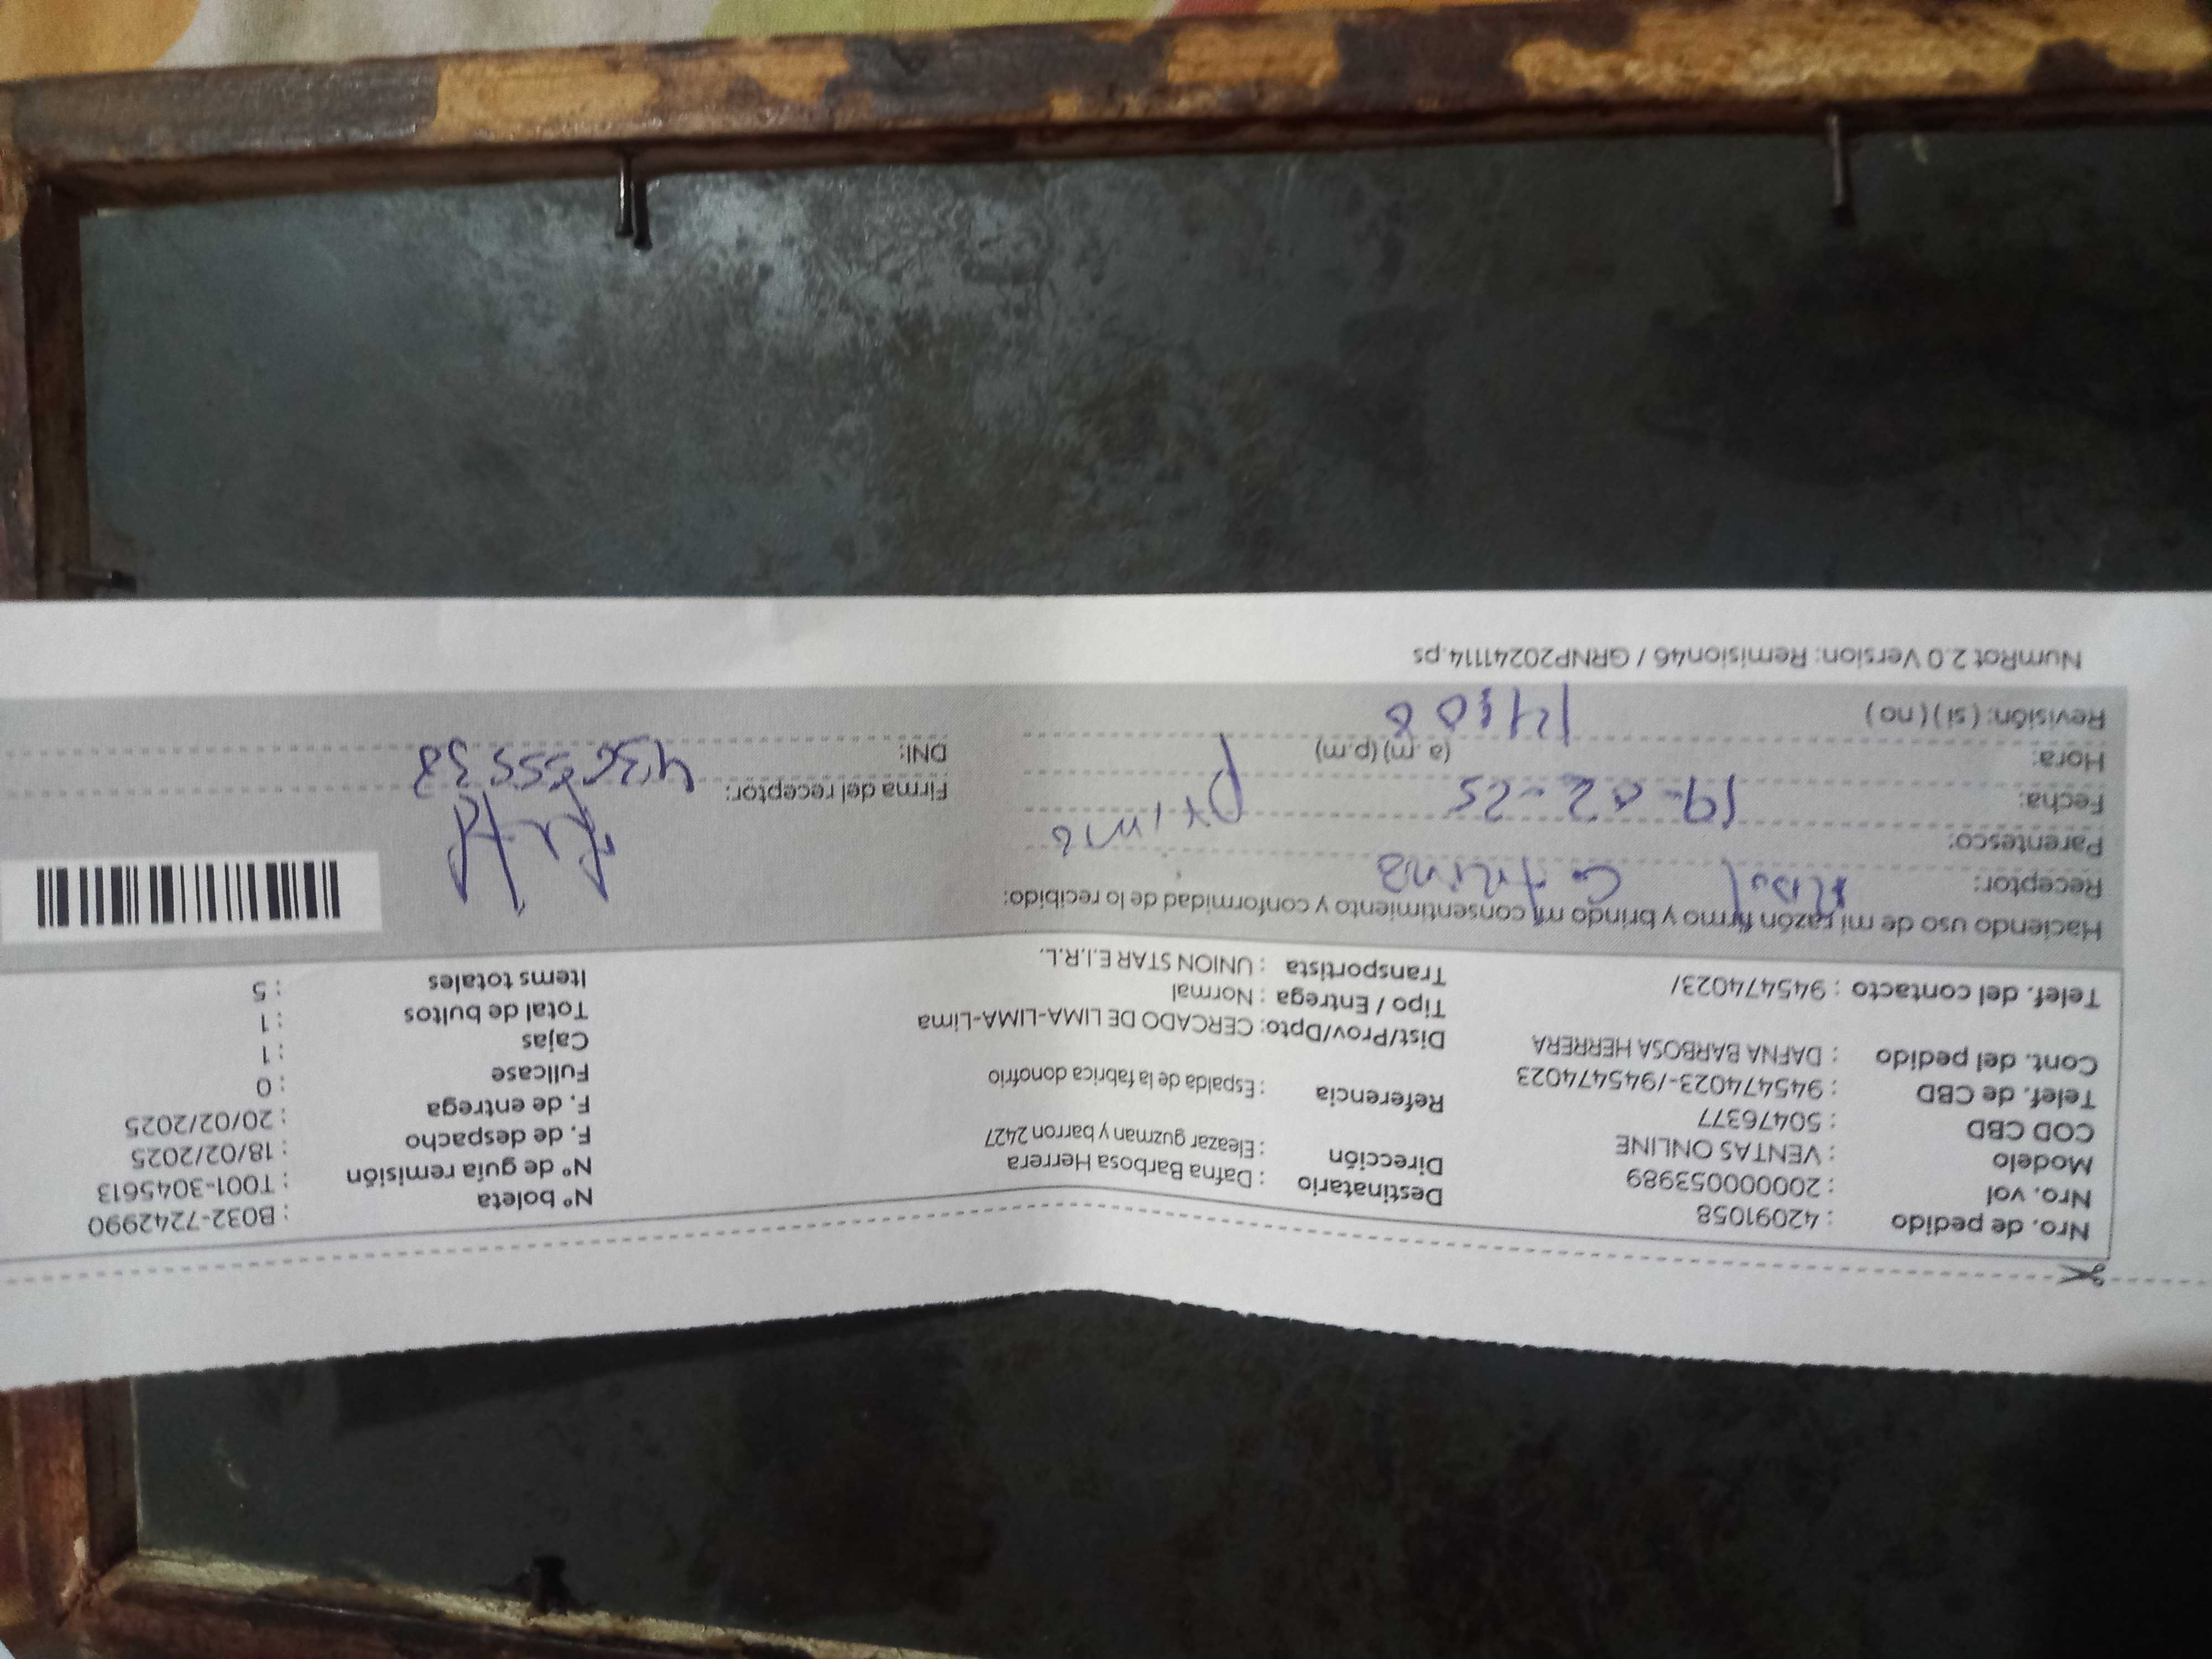 Nro. de pedido : 42091058
Nro. vol : 200000053989
Modelo : VENTAS ONLINE
COD CBD : 50476377
Telef. de CBD : 945474023-/945474023
Cont. del pedido : DAFNA BARBOSA HERRERA
Telef. del contacto : 945474023/
Destinatario : Dafna Barbosa Herrera
Dirección : Eleazar guzman y barron 2427
Referencia : Espalda de la fabrica donofrio
Dist/Prov/Dpto: CERCADO DE LIMA-LIMA-Lima
Tipo / Entrega : Normal
Transportista : UNION STAR E.I.R.L.
Nº boleta : B032-7242990
Nº de guía remisión : T001-3045613
F. de despacho : 18/02/2025
F. de entrega : 20/02/2025
Fullcase : 0
Cajas : 1
Total de bultos : 1
Items totales : 5
Haciendo uso de mi razón firmo y brindo mi consentimiento y conformidad de lo recibido:
Receptor:
Parentesco: prima
Fecha: 19-02-25
Hora: (a.m) (p.m)
Revisión: ( si ) ( no )
Firma del receptor:
DNI:
NumRot 2.0 Version: Remision46 / GRNP20241114.ps